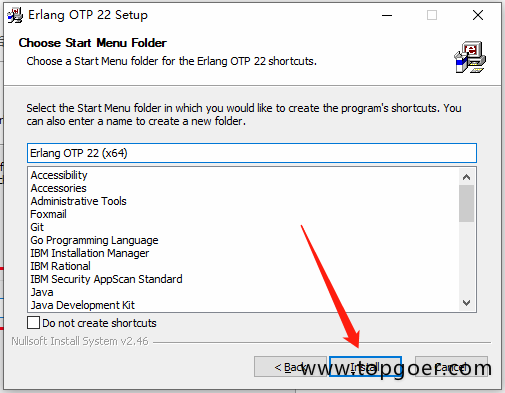 Erlang OTP 22 Setup
Choose Start Menu Folder
Choose a Start Menu folder for the Erlang OTP 22 shortcuts.
Select the Start Menu folder in which you would like to create the program's shortcuts. You
can also enter a name to create a new folder.
Erlang OTP 22 (x64)
Accessibility
Accessories
Administrative Tools
Foxmail
Git
Go Programming Language
IBM Installation Manager
IBM Rational
IBM Security AppScan Standard
Java
Java Development Kit
Do not create shortcuts
Nullsoft Install System v2.46
< Back
Install
Cancel
www.topgoer.com